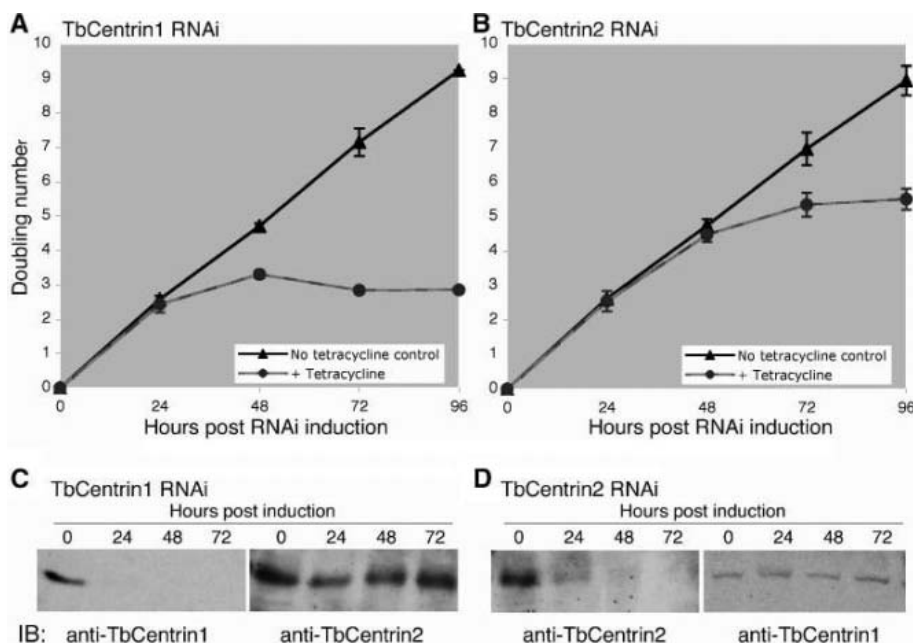 A TbCentrin1 RNAi
Doubling number
10
9
8
7
6
5
4
3
2
1
0
No tetracycline control
+ Tetracycline
0 24 48 72 96
Hours post RNAi induction
B TbCentrin2 RNAi
10
9
8
7
6
5
4
3
2
1
0
No tetracycline control
+ Tetracycline
0 24 48 72 96
Hours post RNAi induction
C TbCentrin1 RNAi
Hours post induction
0 24 48 72 0 24 48 72
IB: anti-TbCentrin1 anti-TbCentrin2
D TbCentrin2 RNAi
Hours post induction
0 24 48 72 0 24 48 72
anti-TbCentrin2 anti-TbCentrin1